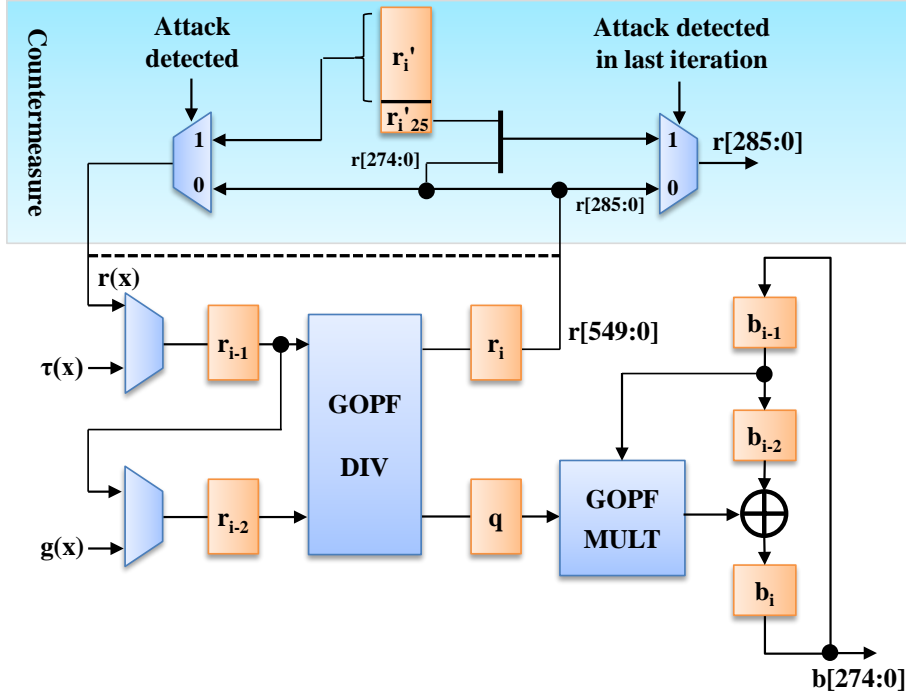 Countermeasure
Attack
detected
rᵢ'
rᵢ'₂₅
Attack detected
in last iteration
1
0
r[274:0]
1
0
r[285:0]
r[285:0]
r(x)
τ(x)
rᵢ₋₁
GOPF
DIV
rᵢ
r[549:0]
bᵢ₋₁
bᵢ₋₂
g(x)
rᵢ₋₂
q
GOPF
MULT
bᵢ
b[274:0]